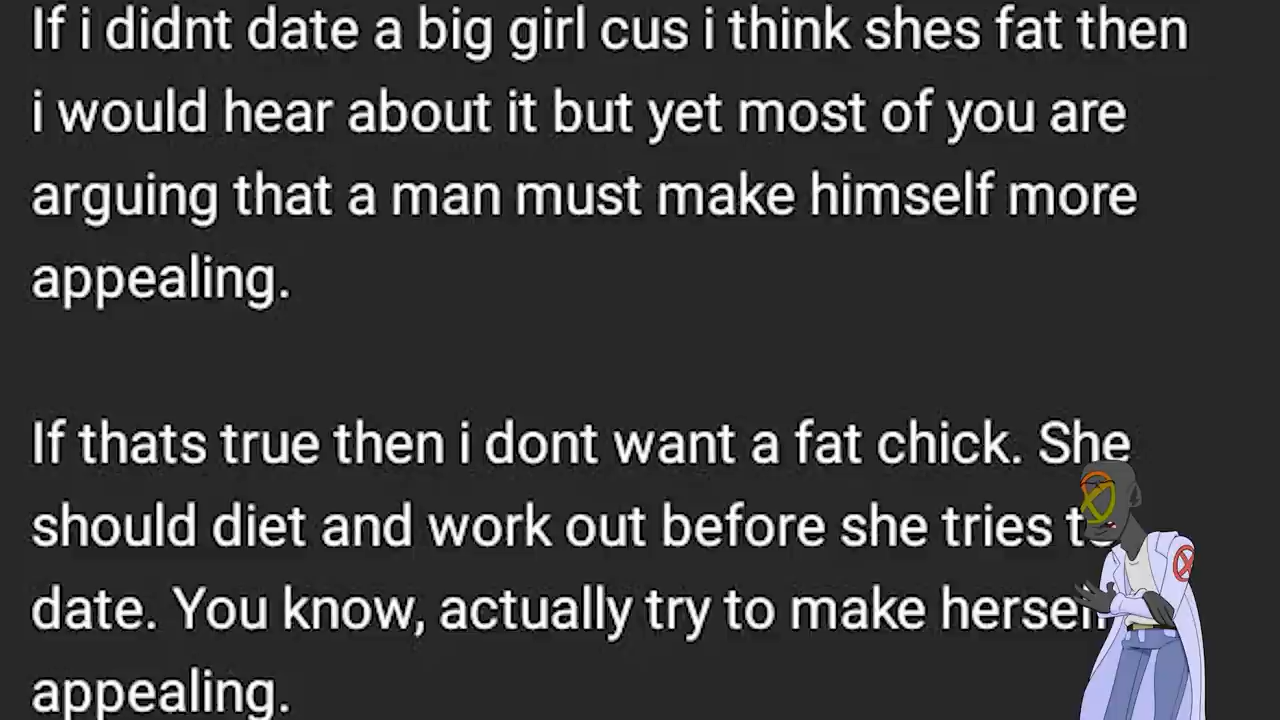 If i didnt date a big girl cus i think shes fat then
i would hear about it but yet most of you are
arguing that a man must make himself more
appealing.
If thats true then i dont want a fat chick. She
should diet and work out before she tries
date. You know, actually try to make
appealing.